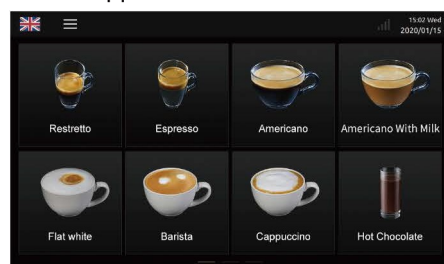 15:02 Wed
2020/01/15
Restretto
Espresso
Americano
Americano With Milk
Flat white
Barista
Cappuccino
Hot Chocolate